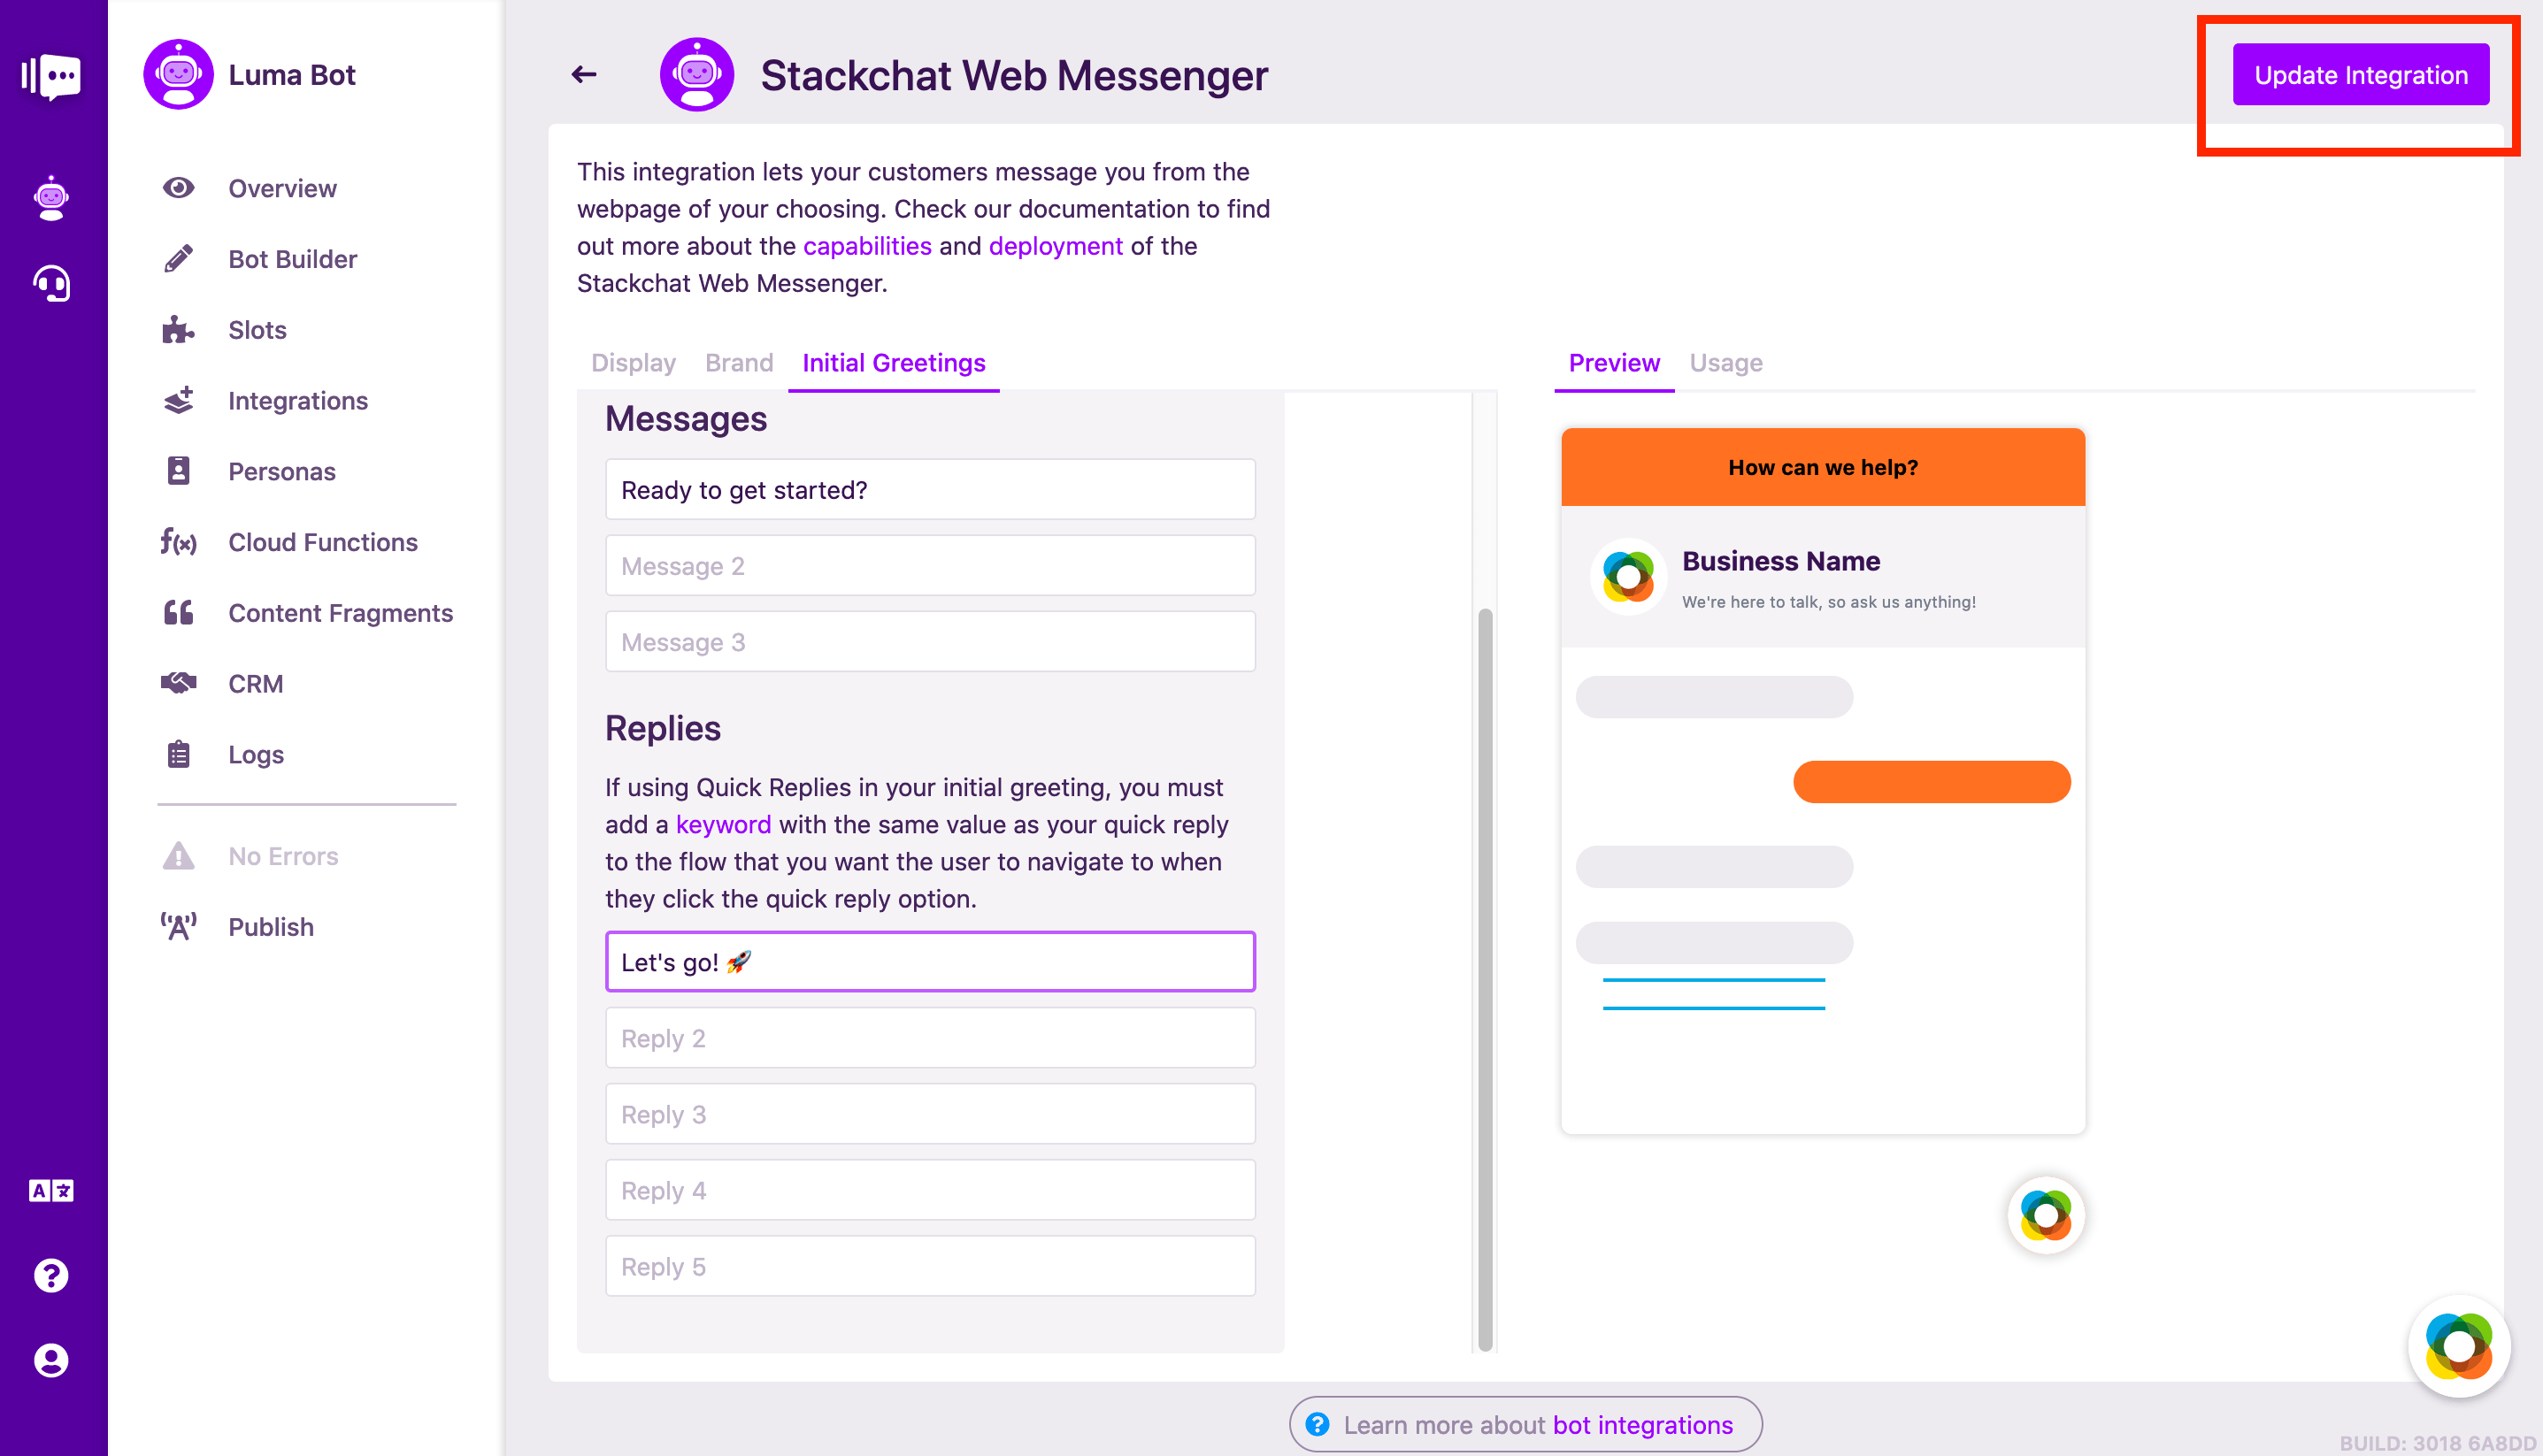 Luma Bot
Overview
Bot Builder
Slots
Integrations
Personas
f(x)
Cloud Functions
Content Fragments
CRM
Logs
No Errors
Publish
A
Stackchat Web Messenger
Update Integration
This integration lets your customers message you from the
webpage of your choosing. Check our documentation to find
out more about the capabilities and deployment of the
Stackchat Web Messenger.
Display
Brand
Initial Greetings
Messages
Ready to get started?
Message 2
Message 3
Replies
If using Quick Replies in your initial greeting, you must
add a keyword with the same value as your quick reply
to the flow that you want the user to navigate to when
they click the quick reply option.
Let's go! 🚀
Reply 2
Reply 3
Reply 4
Reply 5
Preview
Usage
How can we help?
Business Name
We're here to talk, so ask us anything!
Learn more about bot integrations
BUILD: 3018 6A8DD